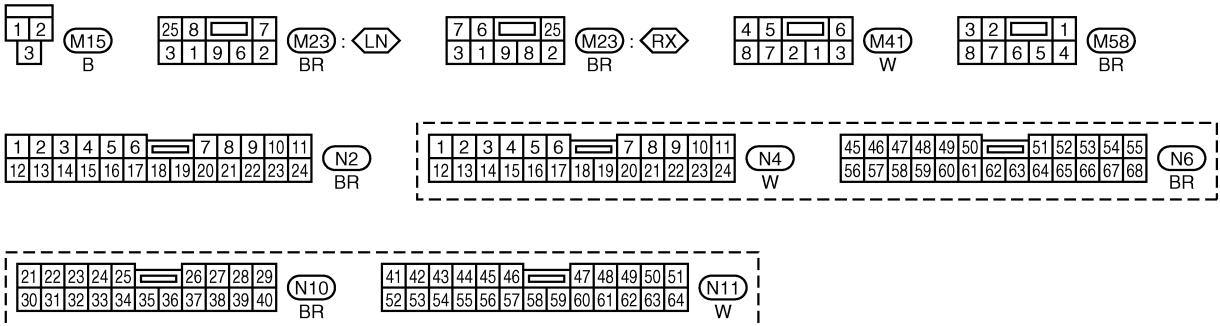 1 2 3 M15 B
25 8 7 3 1 9 6 2 M23 : LN BR
7 6 25 3 1 9 8 2 M23 : RX BR
4 5 6 8 7 2 1 3 M41 W
3 2 1 8 7 6 5 4 M58 BR
1 2 3 4 5 6 7 8 9 10 11
12 13 14 15 16 17 18 19 20 21 22 23 24
N2 BR
1 2 3 4 5 6 7 8 9 10 11
12 13 14 15 16 17 18 19 20 21 22 23 24
N4 W
45 46 47 48 49 50 51 52 53 54 55
56 57 58 59 60 61 62 63 64 65 66 67 68
N6 BR
21 22 23 24 25 26 27 28 29
30 31 32 33 34 35 36 37 38 39 40
N10 BR
41 42 43 44 45 46 47 48 49 50 51
52 53 54 55 56 57 58 59 60 61 62 63 64
N11 W